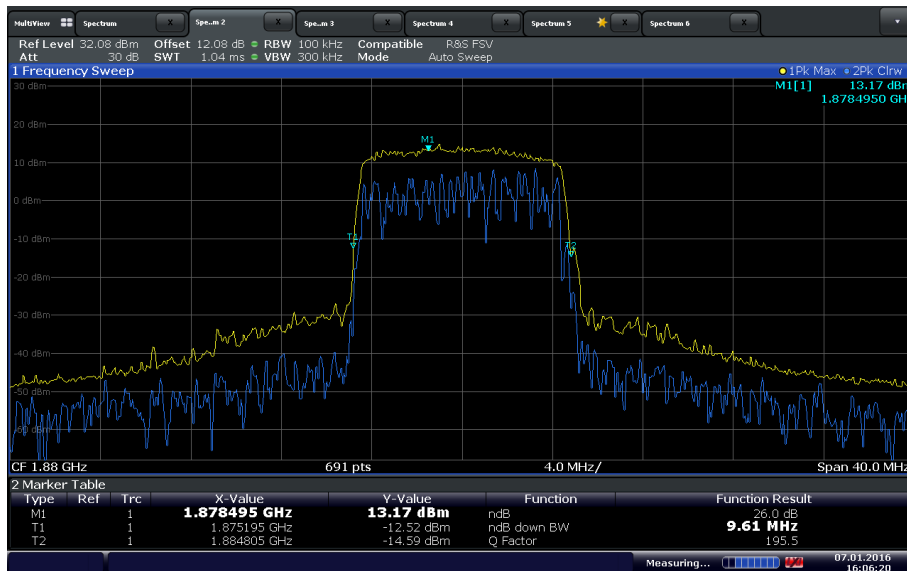 MultiView Spectrum X Spe...m 2 X Spe...m 3 X Spectrum 4 X Spectrum 5 X Spectrum 6 X
Ref Level 32.08 dBm Offset 12.08 dB RBW 100 kHz Compatible R&S FSV
Att 30 dB SWT 1.04 ms VBW 300 kHz Mode Auto Sweep
1 Frequency Sweep 1Pk Max 2Pk Clrw
30 dBm M1[1] 13.17 dBm
1.8784950 GH
20 dBm
M1
10 dBm
0 dBm
-10 dBm T1 T2
-20 dBm
-30 dBm
-40 dBm
-50 dBm
-60 dBm
CF 1.88 GHz 691 pts 4.0 MHz/ Span 40.0 MHz
2 Marker Table
Type Ref Trc X-Value Y-Value Function Function Result
M1 1 1.878495 GHz 13.17 dBm ndB 26.0 dB
T1 1 1.875195 GHz -12.52 dBm ndB down BW 9.61 MHz
T2 1 1.884805 GHz -14.59 dBm Q Factor 195.5
Measuring... 07.01.2016
16:06:20